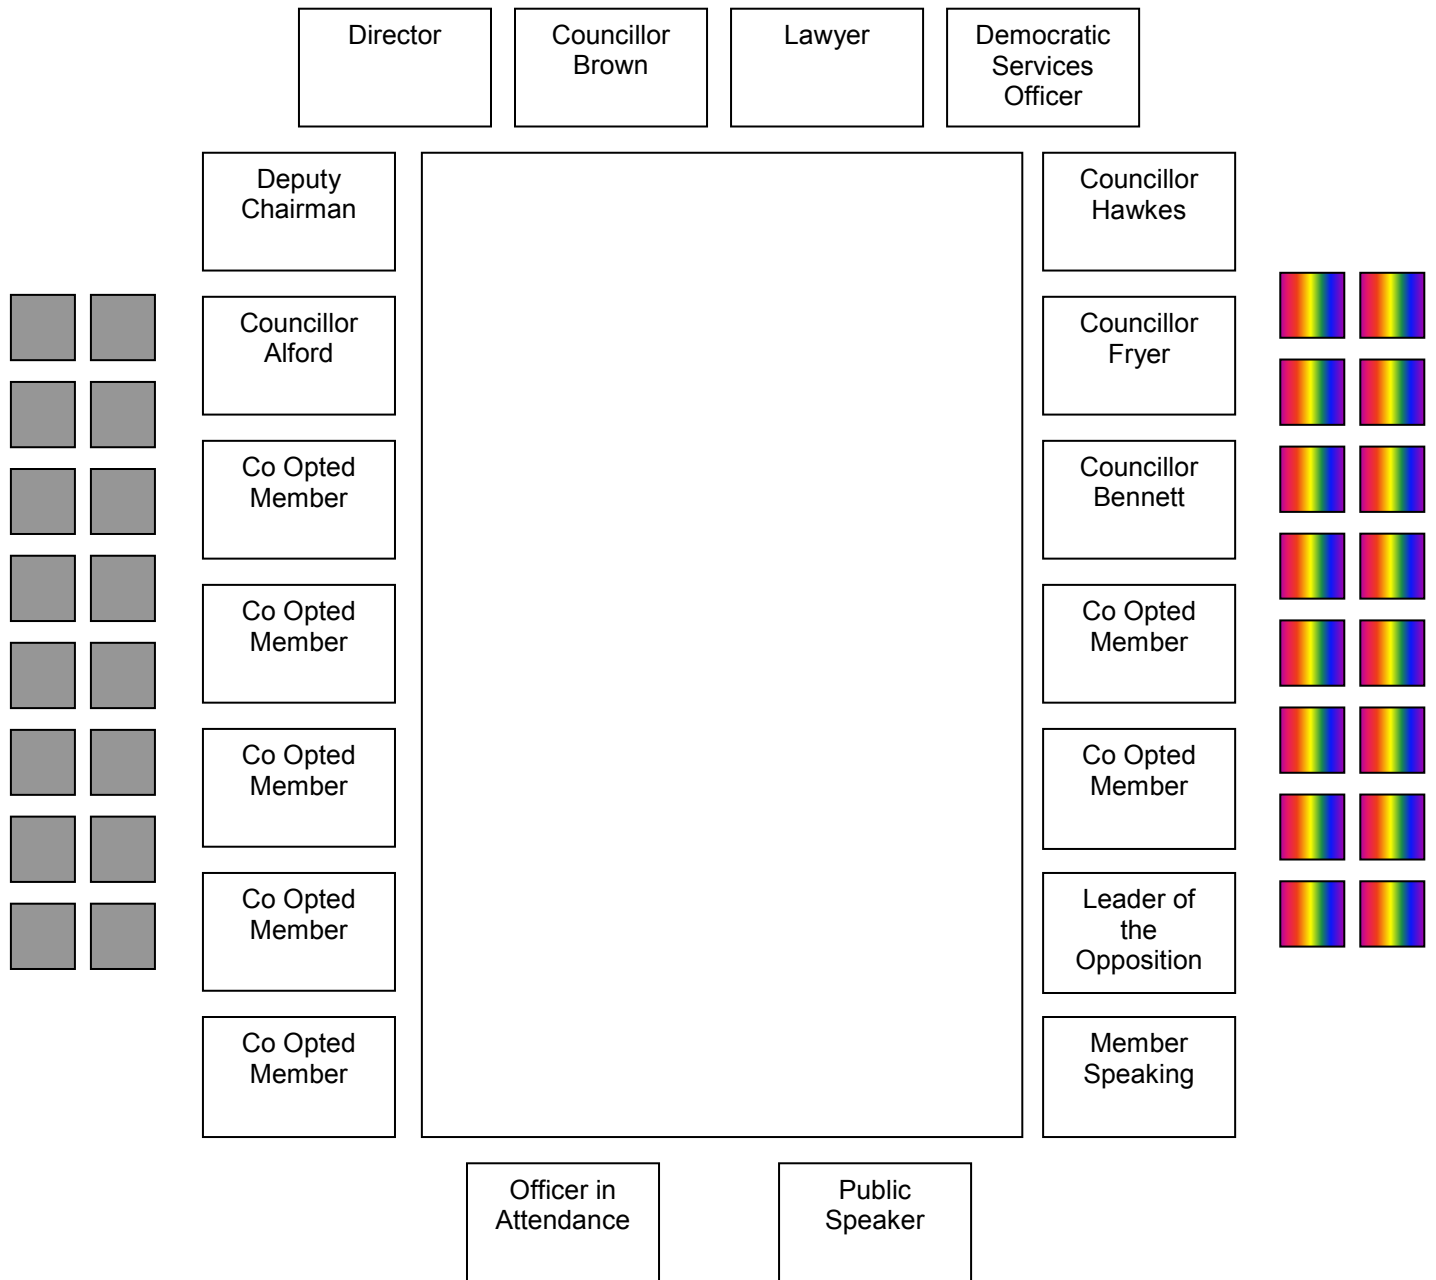 Director
Councillor
Brown
Lawyer
Democratic
Services
Officer
Deputy
Chairman
Councillor
Hawkes
Councillor
Alford
Councillor
Fryer
Co Opted
Member
Councillor
Bennett
Co Opted
Member
Co Opted
Member
Co Opted
Member
Co Opted
Member
Co Opted
Member
Leader of
the
Opposition
Co Opted
Member
Member
Speaking
Officer in
Attendance
Public
Speaker